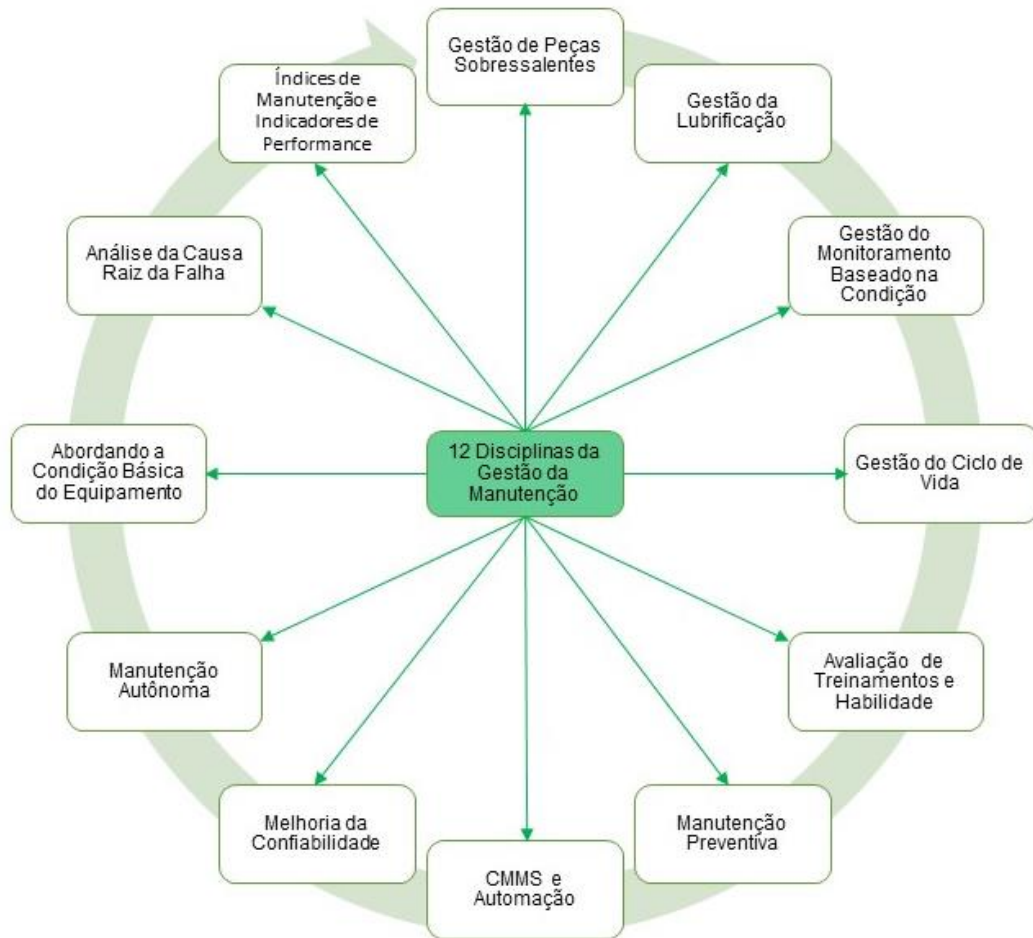 Gestão de Peças
Sobressalentes
Gestão da
Lubrificação
Gestão do
Monitoramento
Baseado na
Condição
Gestão do Ciclo de
Vida
Avaliação de
Treinamentos e
Habilidade
Manutenção
Preventiva
CMMS e
Automação
Melhoria da
Confiabilidade
Manutenção
Autônoma
Abordando a
Condição Básica
do Equipamento
Análise da Causa
Raiz da Falha
Índices de
Manutenção e
Indicadores de
Performance
12 Disciplinas da
Gestão da
Manutenção